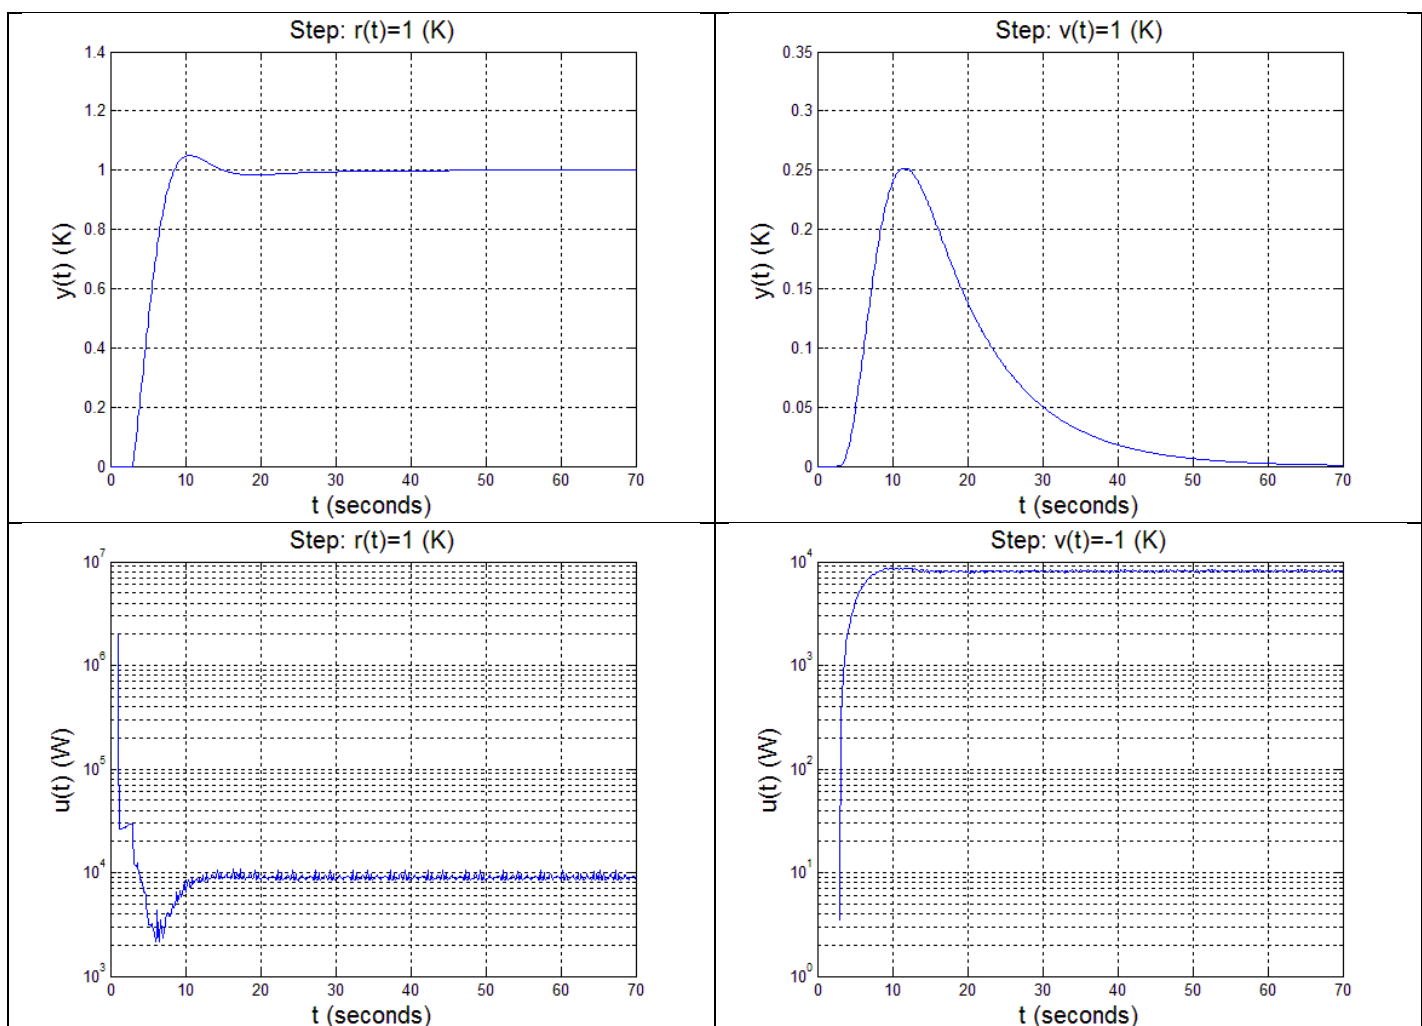 Step: r(t)=1 (K)
1.4
1.2
1
0.8
0.6
0.4
0.2
0
y(t) (K)
0 10 20 30 40 50 60 70
t (seconds)
Step: v(t)=1 (K)
0.35
0.3
0.25
0.2
0.15
0.1
0.05
0
y(t) (K)
0 10 20 30 40 50 60 70
t (seconds)
Step: r(t)=1 (K)
10^7
10^6
10^5
10^4
10^3
u(t) (W)
0 10 20 30 40 50 60 70
t (seconds)
Step: v(t)=-1 (K)
10^4
10^3
10^2
10^1
10^0
u(t) (W)
0 10 20 30 40 50 60 70
t (seconds)